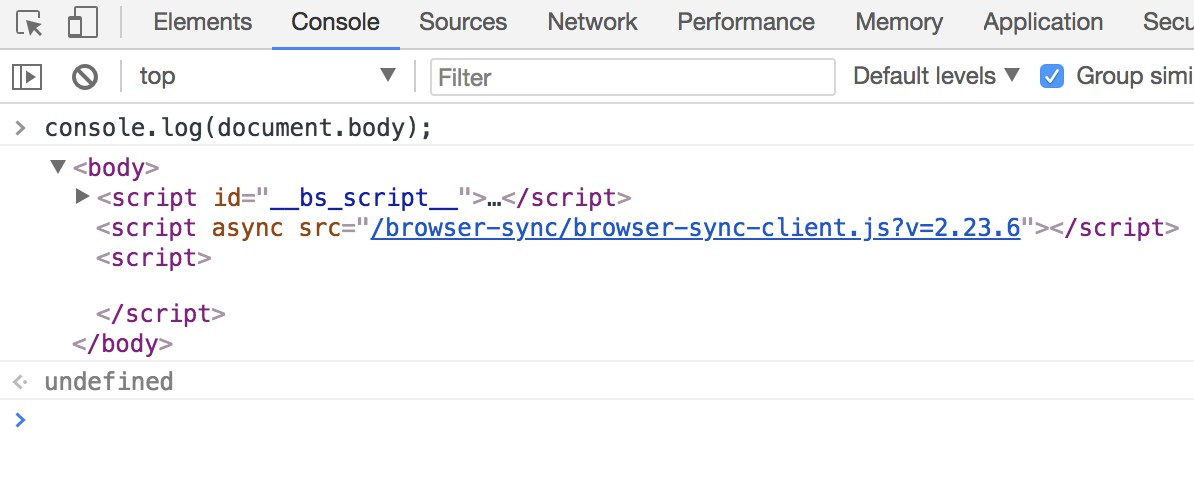 Elements Console Sources Network Performance Memory Application Secu
top Filter Default levels Group simi
> console.log(document.body);
<body>
<script id="__bs_script__">…</script>
<script async src="/browser-sync/browser-sync-client.js?v=2.23.6"></script>
<script>
</script>
</body>
undefined
>